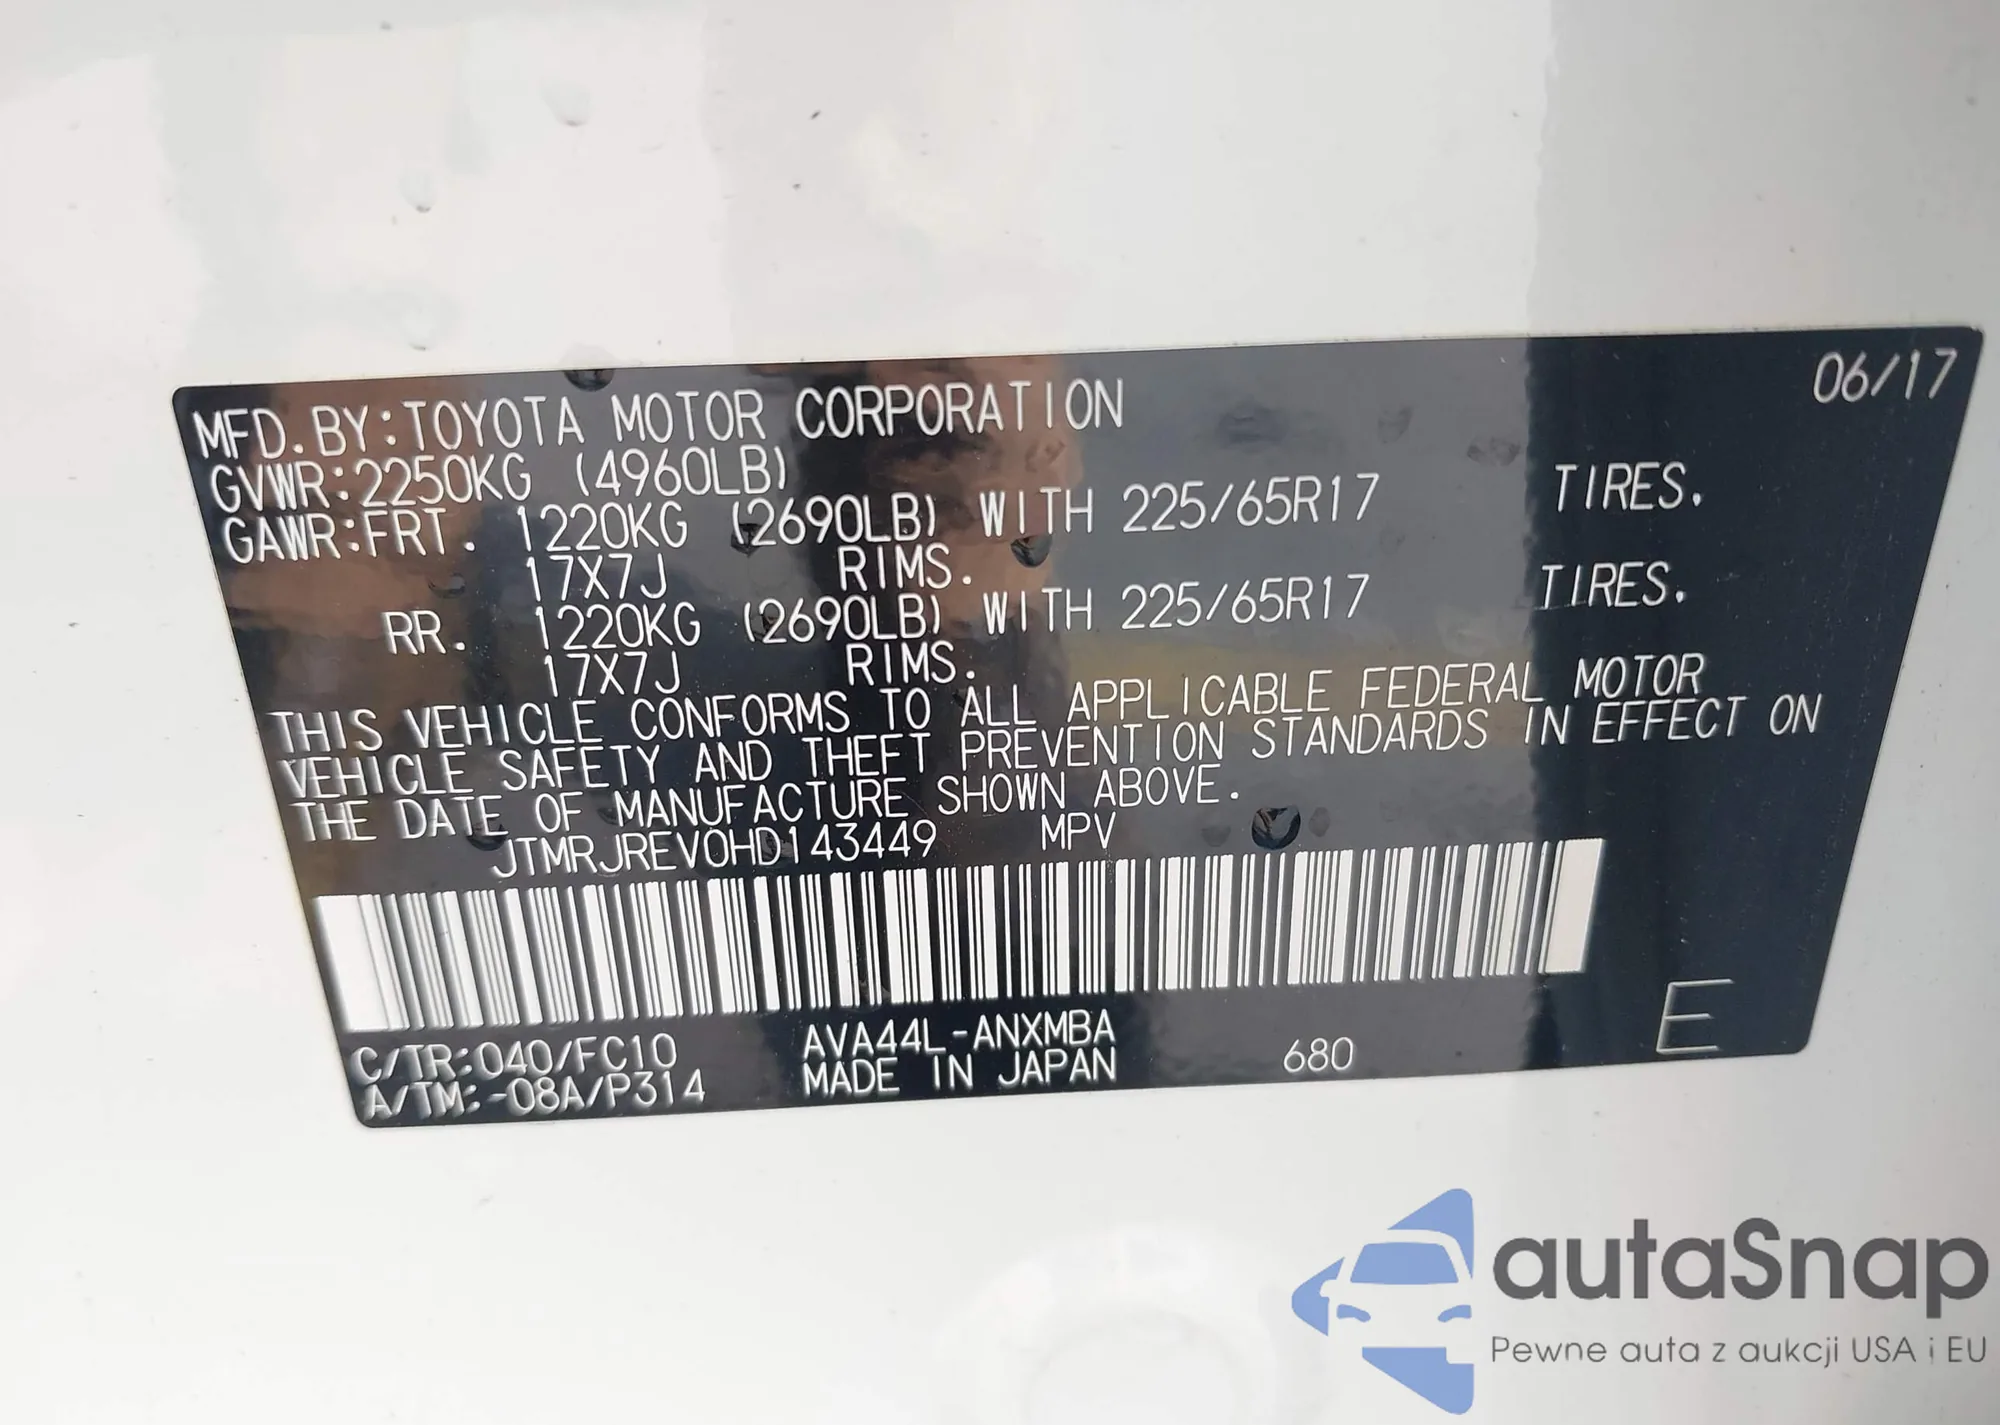 06/17
MFD.BY:TOYOTA MOTOR CORPORATION
GVWR:2250KG (4960LB)
GAWR:FRT. 1220KG (2690LB) WITH 225/65R17 TIRES.
17X7J RIMS.
RR. 1220KG (2690LB) WITH 225/65R17 TIRES.
17X7J RIMS.
THIS VEHICLE CONFORMS TO ALL APPLICABLE FEDERAL MOTOR
VEHICLE SAFETY AND THEFT PREVENTION STANDARDS IN EFFECT ON
THE DATE OF MANUFACTURE SHOWN ABOVE.
JTMRJREV0HD143449 MPV
C/TR:040/FC10 AVA44L-ANXMBA 680 E
A/TM:-08A/P314 MADE IN JAPAN
autaSnap
Pewne auta z aukcji USA i EU